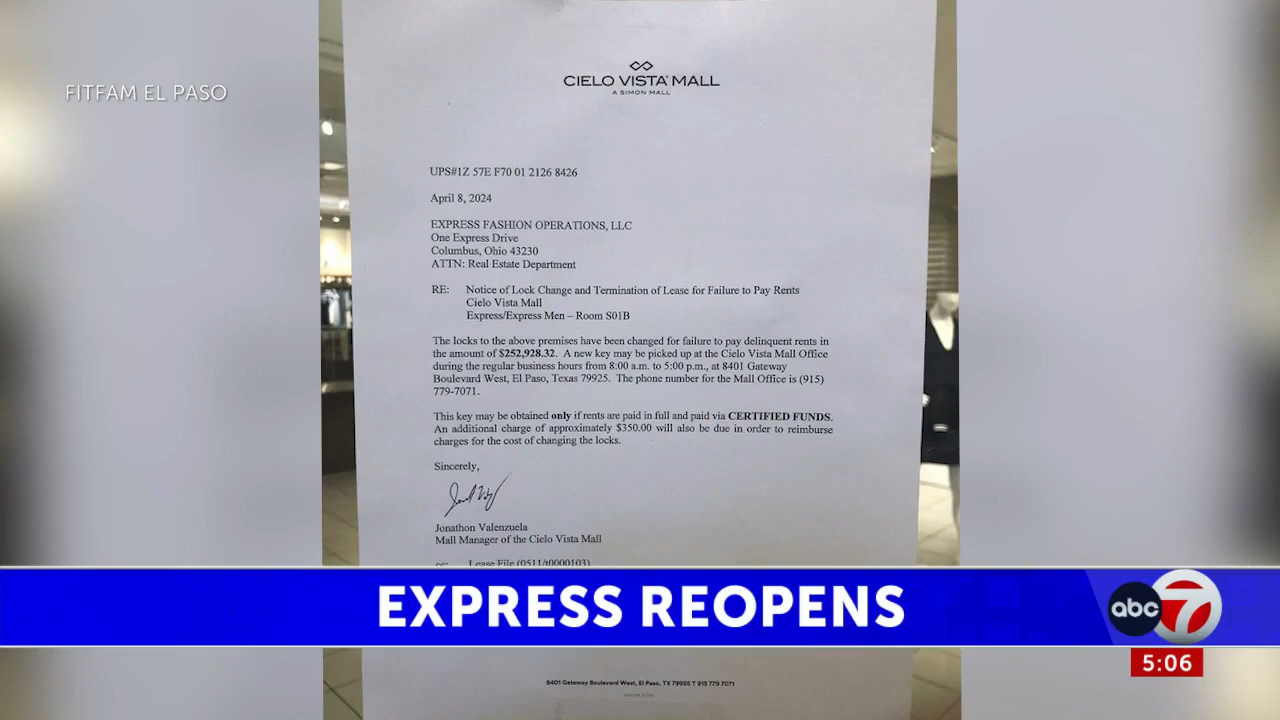 FITFAM EL PASO
CIELO VISTA MALL
A SIMON MALL
UPS#1Z 57E F70 01 2126 8426
April 8, 2024
EXPRESS FASHION OPERATIONS, LLC
One Express Drive
Columbus, Ohio 43230
ATTN: Real Estate Department
RE: Notice of Lock Change and Termination of Lease for Failure to Pay Rents
Cielo Vista Mall
Express/Express Men – Room S01B
The locks to the above premises have been changed for failure to pay delinquent rents in
the amount of $252,928.32. A new key may be picked up at the Cielo Vista Mall Office
during the regular business hours from 8:00 a.m. to 5:00 p.m., at 8401 Gateway
Boulevard West, El Paso, Texas 79925. The phone number for the Mall Office is (915)
779-7071.
This key may be obtained only if rents are paid in full and paid via CERTIFIED FUNDS.
An additional charge of approximately $350.00 will also be due in order to reimburse
charges for the cost of changing the locks.
Sincerely,
Jonathon Valenzuela
Mall Manager of the Cielo Vista Mall
cc: Lease File (0511/t0000103)
EXPRESS REOPENS
abc 7
5:06
8401 Gateway Boulevard West, El Paso, TX 79925 T 915 779 7071